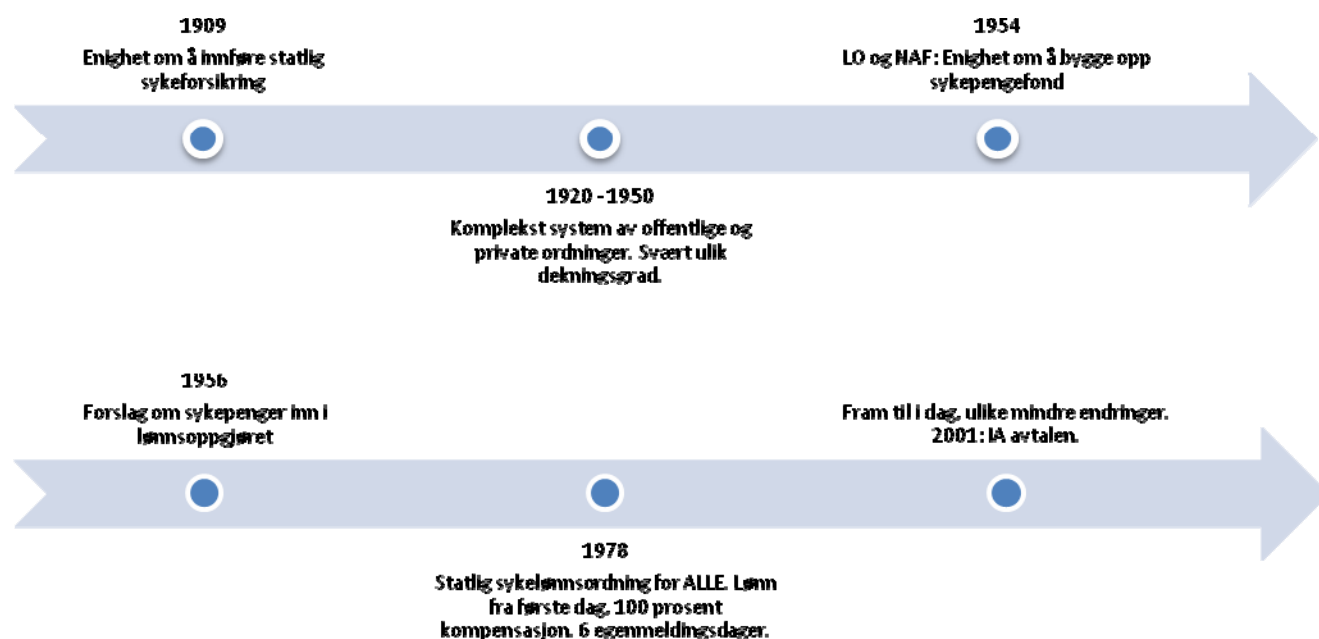 1909
Enighet om å innføre statlig
sykeforsikring
1954
LO og NAF: Enighet om å bygge opp
sykepengefond
1920 -1950
Komplekst system av offentlige og
private ordninger. Svært ulik
dekningsgrad.
1956
Forslag om sykepenger inn i
lønnsoppgjøret
Fram til i dag, ulike mindre endringer.
2001: IA avtalen.
1978
Statlig sykelønnsordning for ALLE. Lønn
fra første dag, 100 prosent
kompensasjon. 6 egenmeldingsdager.